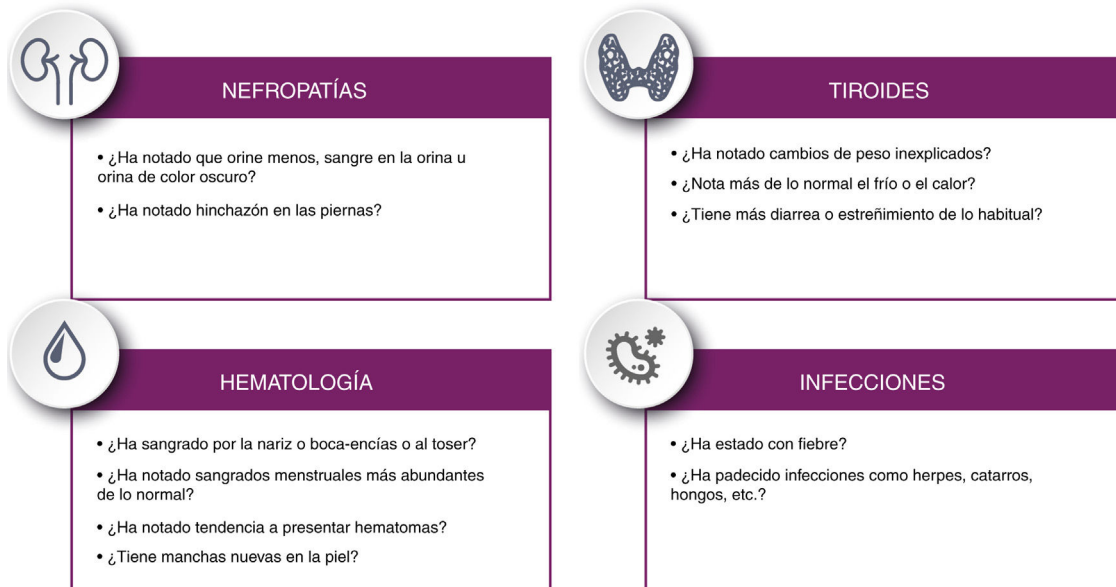 NEFROPATÍAS
• ¿Ha notado que orine menos, sangre en la orina u
orina de color oscuro?
• ¿Ha notado hinchazón en las piernas?
TIROIDES
• ¿Ha notado cambios de peso inexplicados?
• ¿Nota más de lo normal el frío o el calor?
• ¿Tiene más diarrea o estreñimiento de lo habitual?
HEMATOLOGÍA
• ¿Ha sangrado por la nariz o boca-encías o al toser?
• ¿Ha notado sangrados menstruales más abundantes
de lo normal?
• ¿Ha notado tendencia a presentar hematomas?
• ¿Tiene manchas nuevas en la piel?
INFECCIONES
• ¿Ha estado con fiebre?
• ¿Ha padecido infecciones como herpes, catarros,
hongos, etc.?